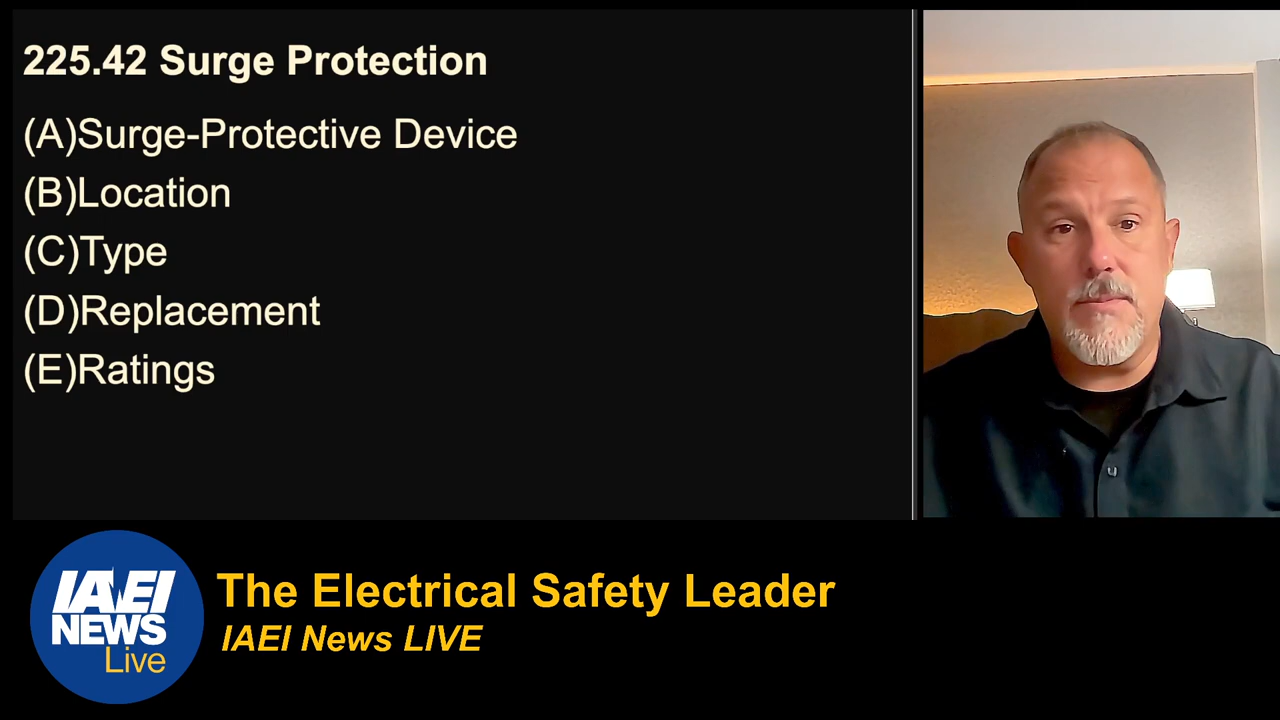 225.42 Surge Protection
(A)Surge-Protective Device
(B)Location
(C)Type
(D)Replacement
(E)Ratings
IAEI
NEWS
Live
The Electrical Safety Leader
IAEI News LIVE